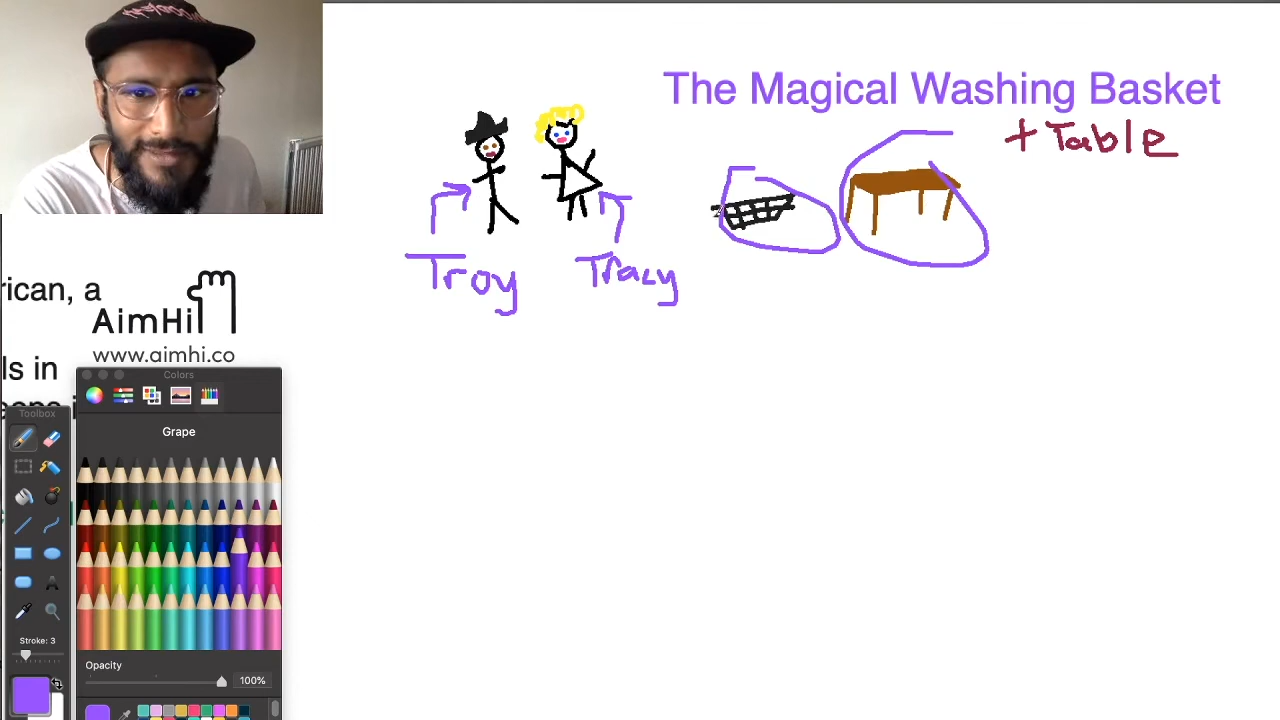 The Magical Washing Basket
+ Table
Troy
Tracy
rican, a
AimHi
www.aimhi.co
ls in
Colors
Toolbox
Grape
Stroke: 3
Opacity
100%